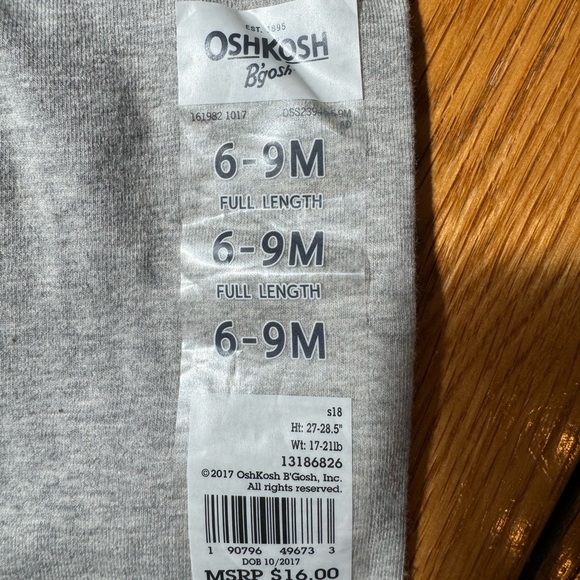 EST. 1895
OSHKOSH
B'gosh
161982 1017
6-9M
FULL LENGTH
6-9M
FULL LENGTH
6-9M
s18
Ht: 27-28.5"
Wt: 17-21lb
13186826
©2017 OshKosh B'Gosh, Inc.
All rights reserved.
1 90796 49673 3
DOB 10/2017
MSRP $16.00